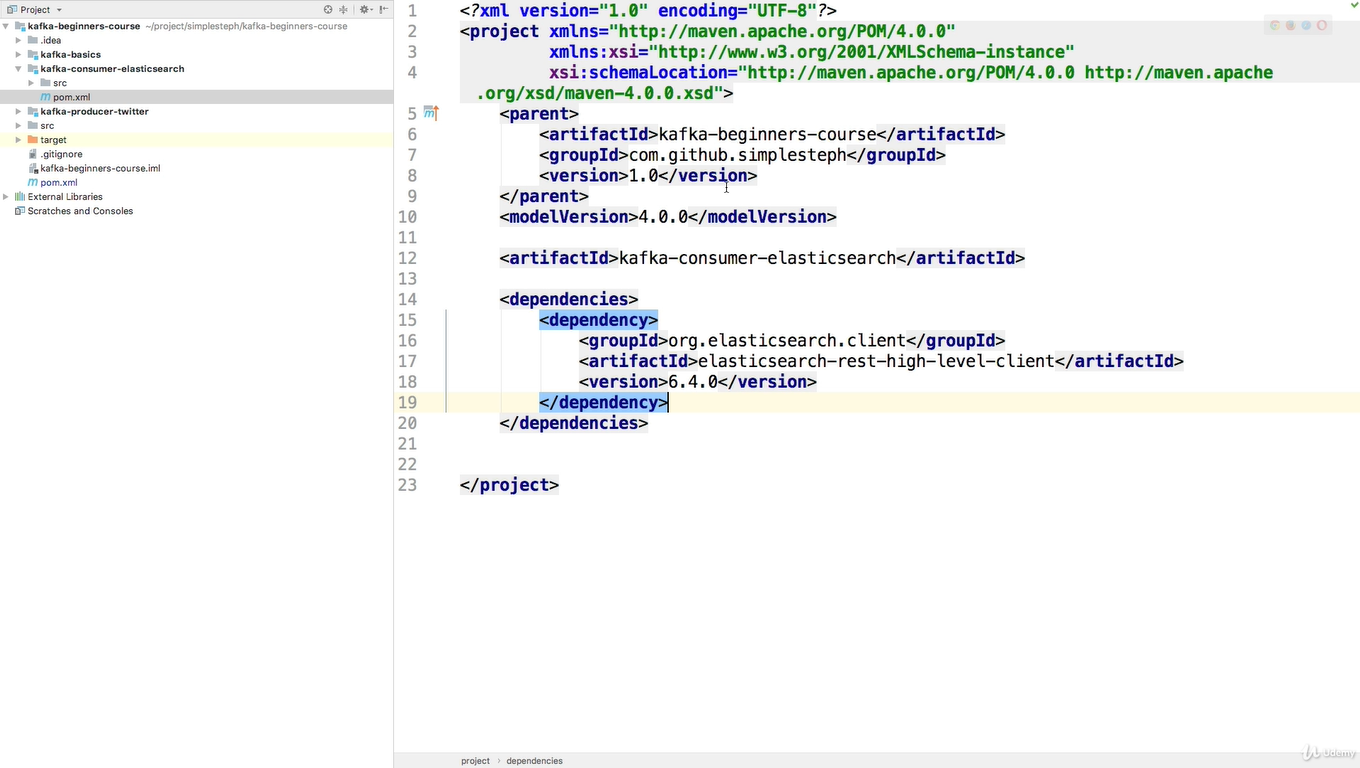 Project
kafka-beginners-course ~/project/simplesteph/kafka-beginners-course
.idea
kafka-basics
kafka-consumer-elasticsearch
src
pom.xml
kafka-producer-twitter
src
target
.gitignore
kafka-beginners-course.iml
pom.xml
External Libraries
Scratches and Consoles
1 <?xml version="1.0" encoding="UTF-8"?>
2 <project xmlns="http://maven.apache.org/POM/4.0.0"
3 xmlns:xsi="http://www.w3.org/2001/XMLSchema-instance"
4 xsi:schemaLocation="http://maven.apache.org/POM/4.0.0 http://maven.apache
.org/xsd/maven-4.0.0.xsd">
5 <parent>
6 <artifactId>kafka-beginners-course</artifactId>
7 <groupId>com.github.simplesteph</groupId>
8 <version>1.0</version>
9 </parent>
10 <modelVersion>4.0.0</modelVersion>
11
12 <artifactId>kafka-consumer-elasticsearch</artifactId>
13
14 <dependencies>
15 <dependency>
16 <groupId>org.elasticsearch.client</groupId>
17 <artifactId>elasticsearch-rest-high-level-client</artifactId>
18 <version>6.4.0</version>
19 </dependency>
20 </dependencies>
21
22
23 </project>
project › dependencies
Udemy